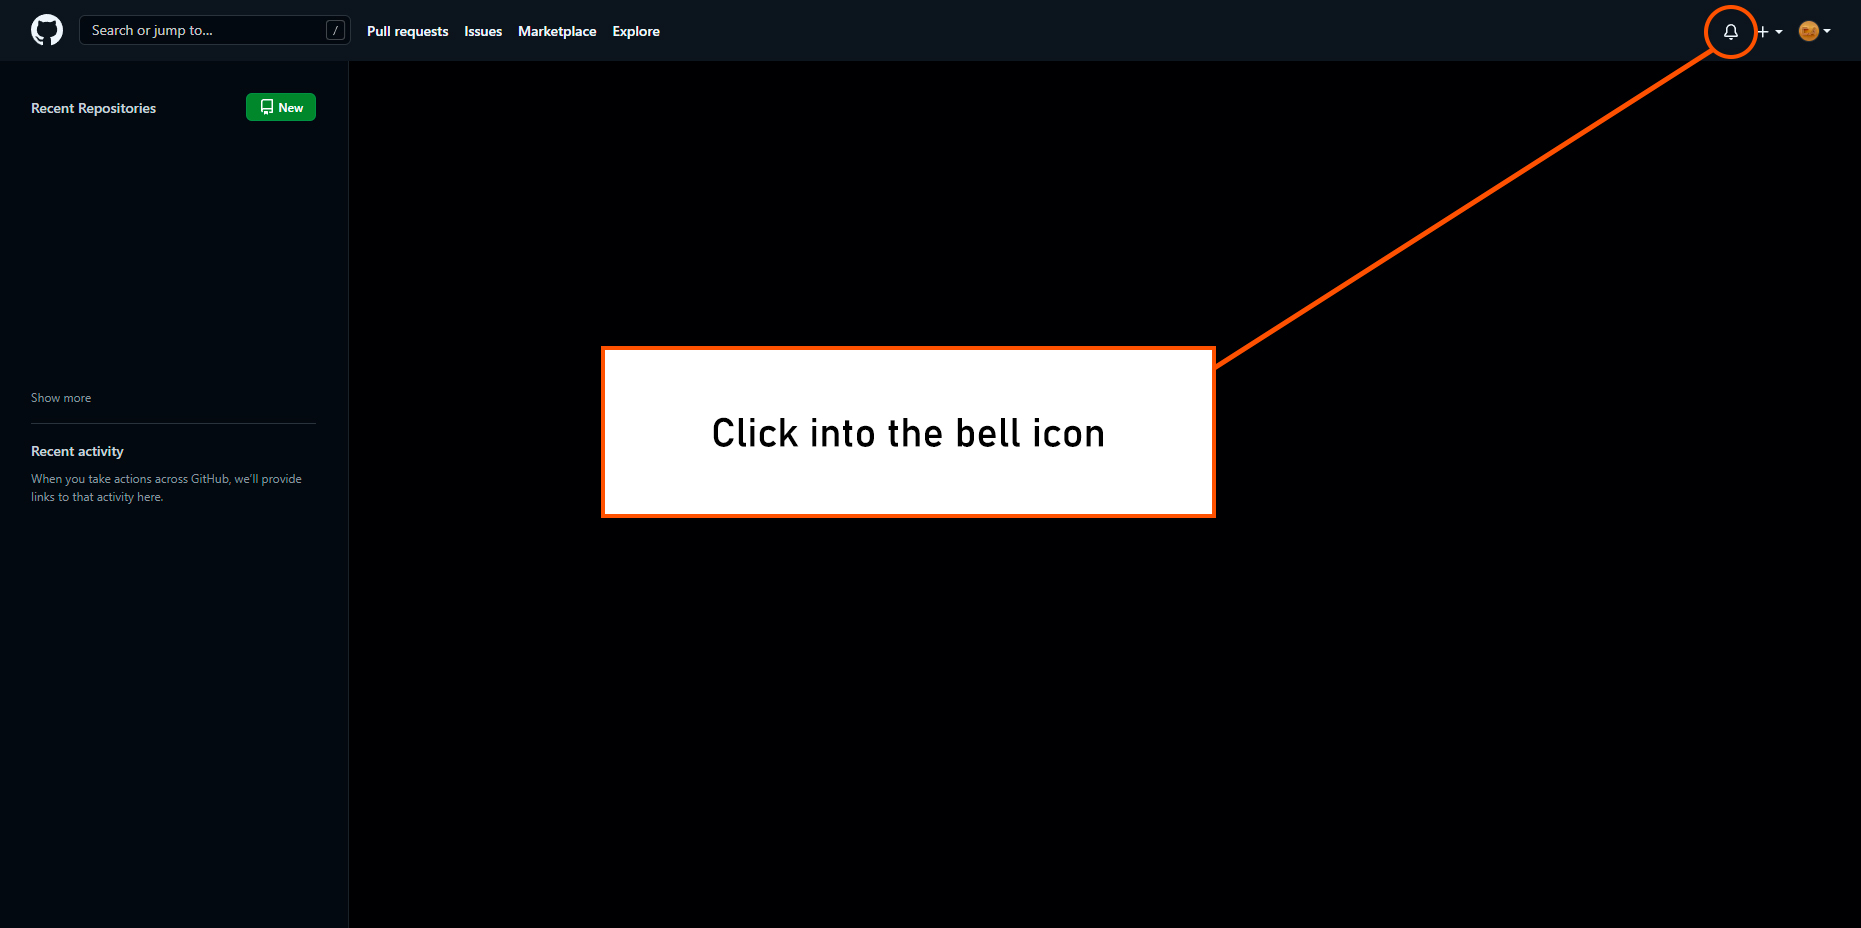 Search or jump to... /
Pull requests Issues Marketplace Explore
Recent Repositories
New
Show more
Recent activity
When you take actions across GitHub, we'll provide
links to that activity here.
Click into the bell icon